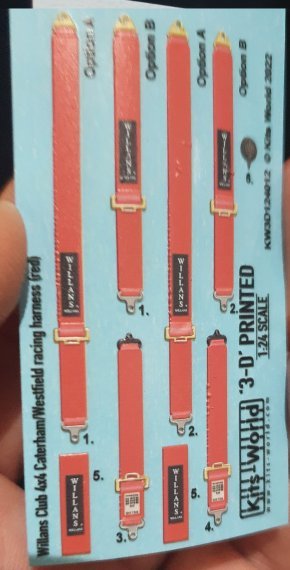 Option A
Option B
Option A
Option B
KW3D124012 © Kits World 2022
WILLANS
WILLANS
WILLANS
WILLANS
1.
2.
1.
2.
Willans Club 4x4 Caterham/Westfield racing harness (red)
5.
WILLANS
3.
5.
WILLANS
4.
Kits-World
www.kits-world.com
'3-D' PRINTED
1:24 SCALE